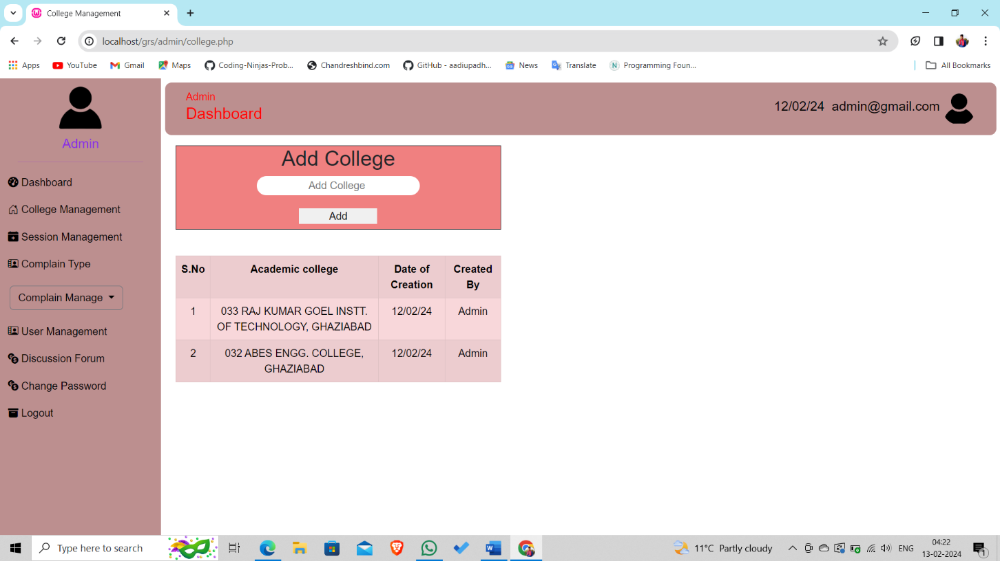 College Management
localhost/grs/admin/college.php
Apps YouTube Gmail Maps Coding-Ninjas-Prob... Chandreshbind.com GitHub - aadiupadh... News Translate Programming Foun... All Bookmarks
Admin
Dashboard
College Management
Session Management
Complain Type
Complain Manage
User Management
Discussion Forum
Change Password
Logout
Admin
Dashboard
12/02/24 admin@gmail.com
Add College
Add College
Add
S.No Academic college Date of Creation Created By
1 033 RAJ KUMAR GOEL INSTT. OF TECHNOLOGY, GHAZIABAD 12/02/24 Admin
2 032 ABES ENGG. COLLEGE, GHAZIABAD 12/02/24 Admin
Type here to search
11°C Partly cloudy
ENG
04:22
13-02-2024
1